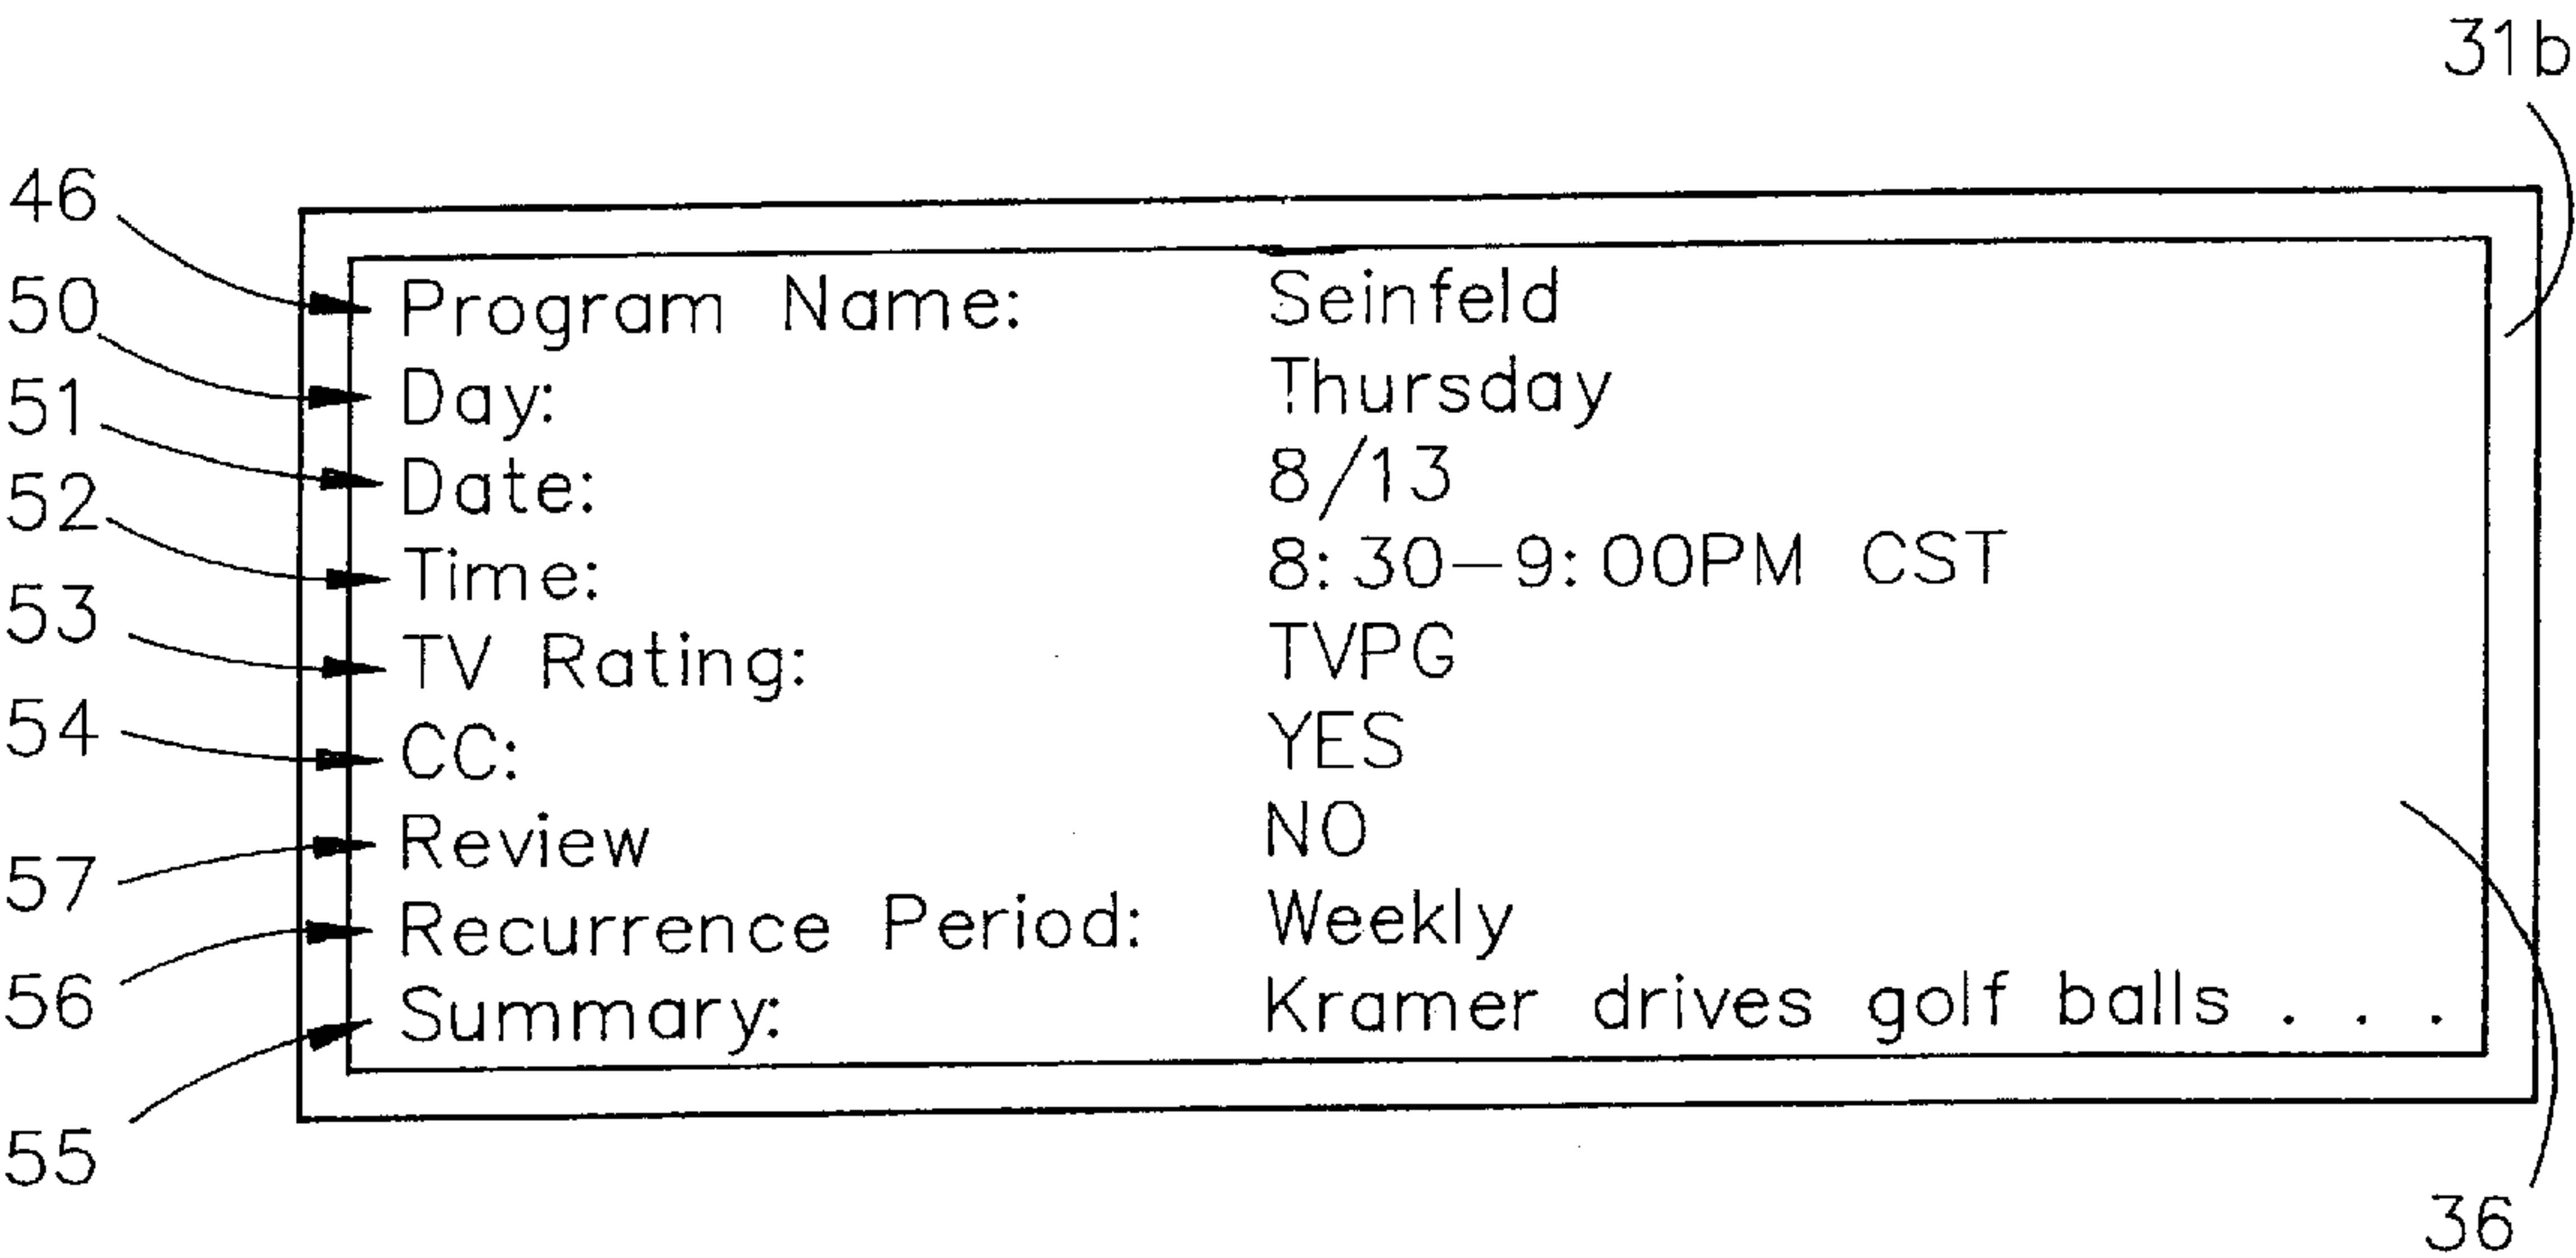 31b
46 Program Name: Seinfeld
50 Day: Thursday
51 Date: 8/13
52 Time: 8:30-9:00PM CST
53 TV Rating: TVPG
54 CC: YES
57 Review NO
56 Recurrence Period: Weekly
55 Summary: Kramer drives golf balls . . .
36